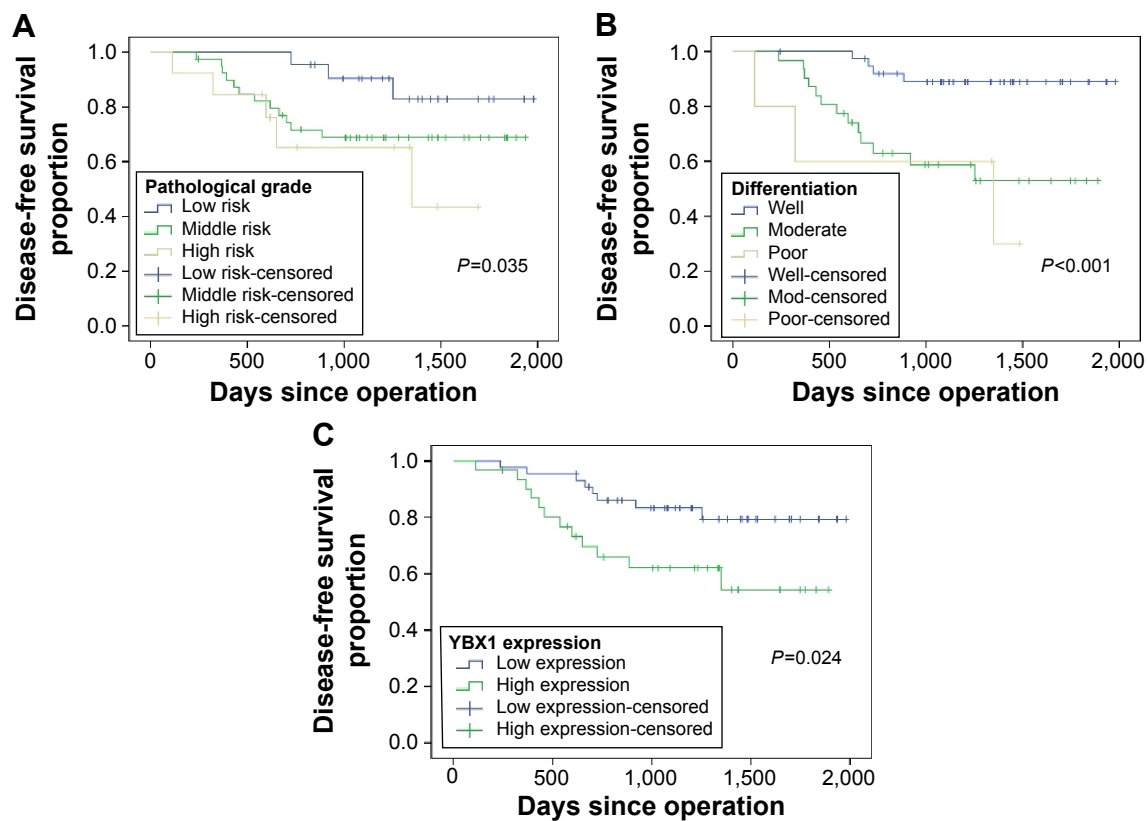 A
Disease-free survival
proportion
1.0
0.8
0.6
0.4
0.2
0.0
Pathological grade
Low risk
Middle risk
High risk
Low risk-censored
Middle risk-censored
High risk-censored
P=0.035
0 500 1,000 1,500 2,000
Days since operation
B
Disease-free survival
proportion
1.0
0.8
0.6
0.4
0.2
0.0
Differentiation
Well
Moderate
Poor
Well-censored
Mod-censored
Poor-censored
P<0.001
0 500 1,000 1,500 2,000
Days since operation
C
Disease-free survival
proportion
1.0
0.8
0.6
0.4
0.2
0.0
YBX1 expression
Low expression
High expression
Low expression-censored
High expression-censored
P=0.024
0 500 1,000 1,500 2,000
Days since operation